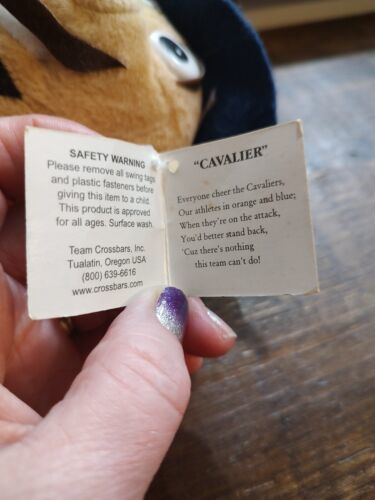 SAFETY WARNING
Please remove all swing tags
and plastic fasteners before
giving this item to a child.
This product is approved
for all ages. Surface wash.
Team Crossbars, Inc.
Tualatin, Oregon USA
(800) 639-6616
www.crossbars.com
"CAVALIER"
Everyone cheer the Cavaliers,
Our athletes in orange and blue;
When they're on the attack,
You'd better stand back,
'Cuz there's nothing
this team can't do!